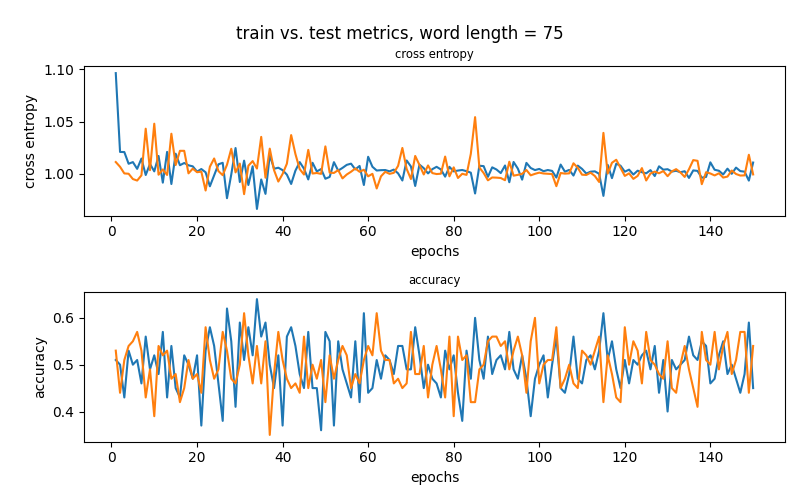 train vs. test metrics, word length = 75
cross entropy
1.10
1.05
1.00
cross entropy
0 20 40 60 80 100 120 140
epochs
accuracy
0.6
0.5
0.4
accuracy
0 20 40 60 80 100 120 140
epochs